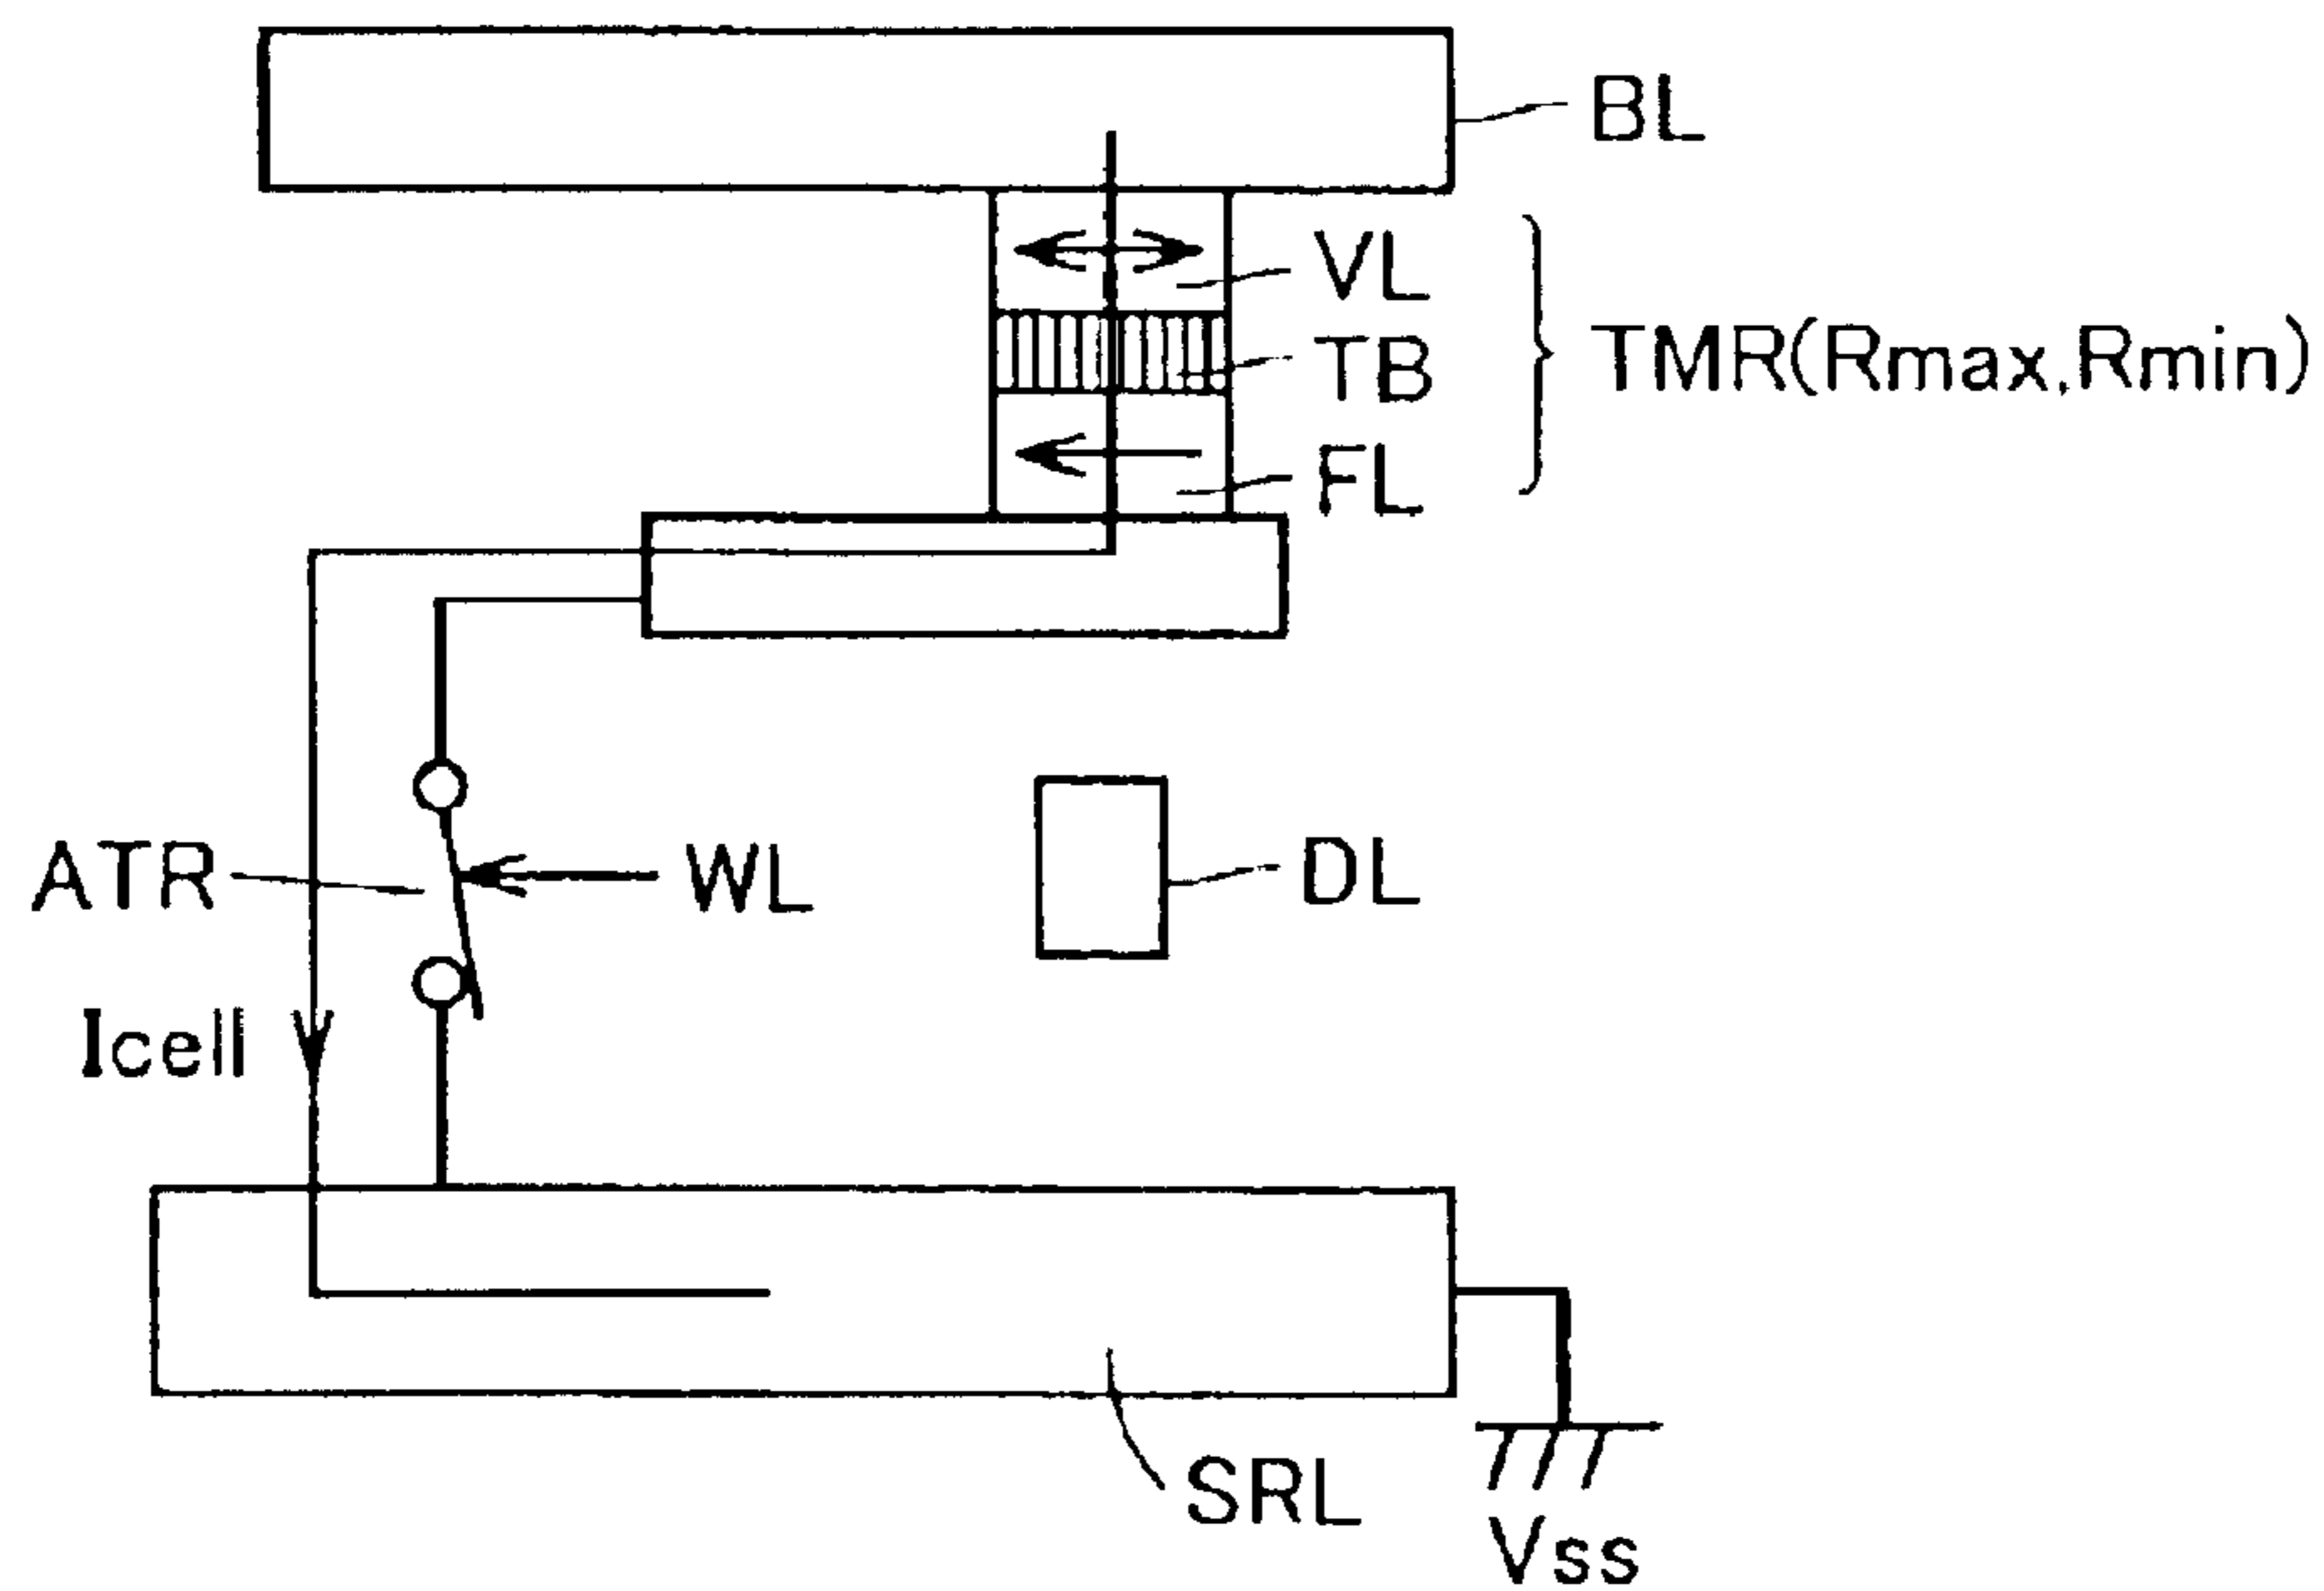 BL
VL
TB
TMR(Rmax,Rmin)
FL
ATR
WL
DL
Icell
SRL
Vss